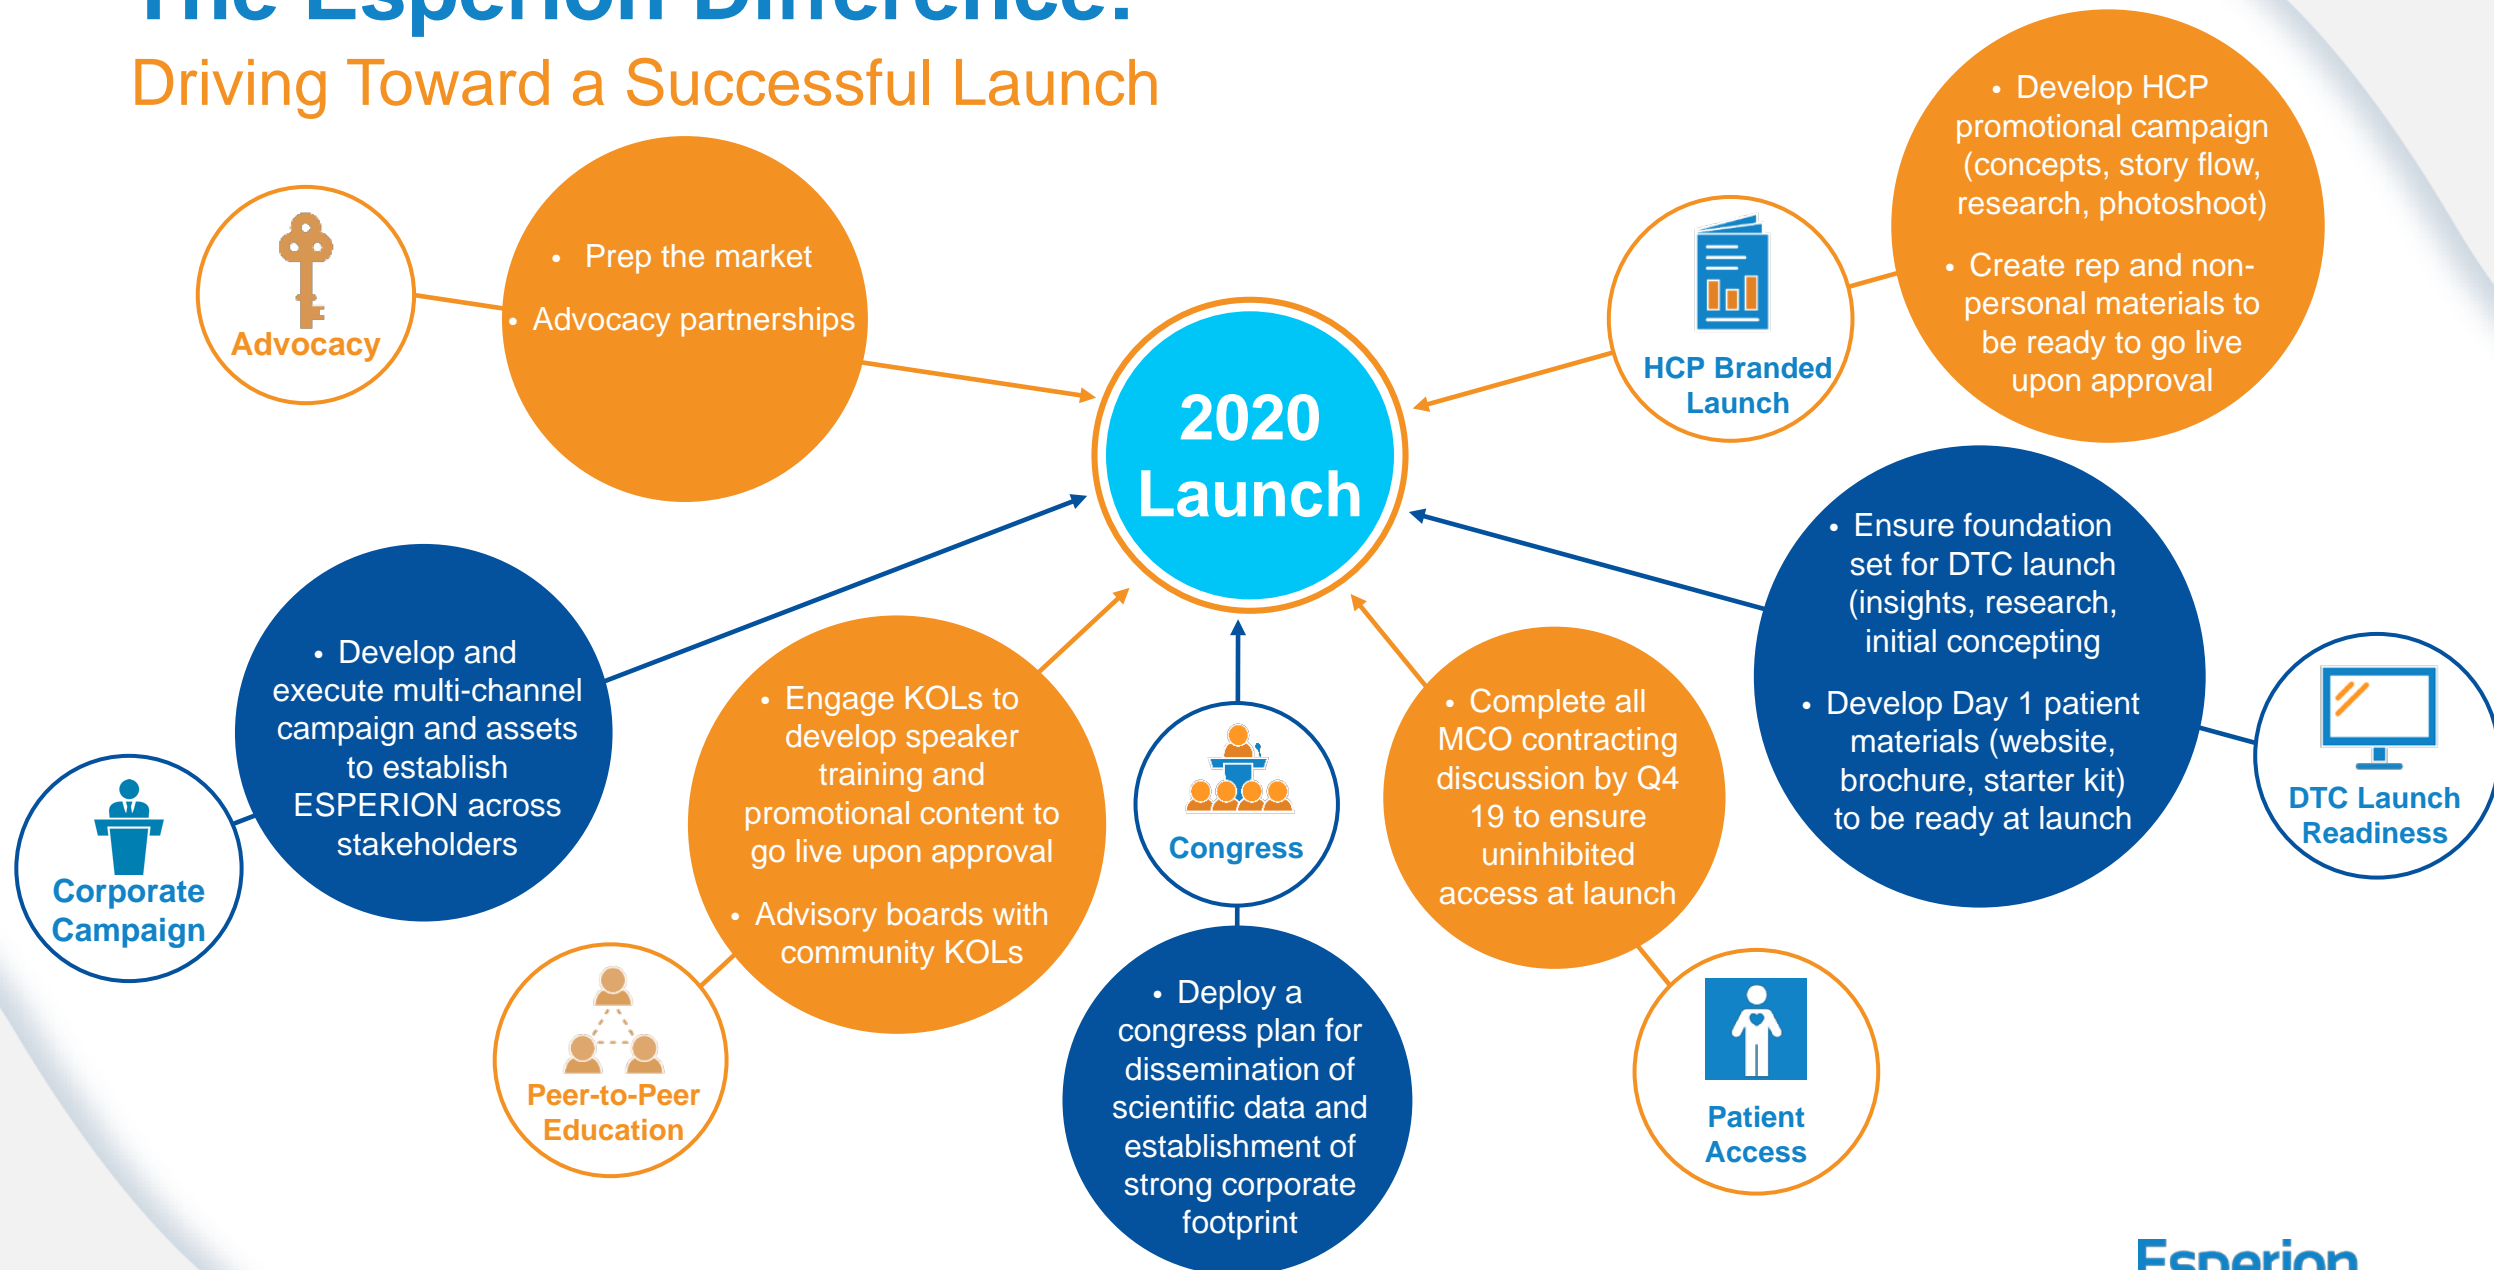 The Esperion Difference:
Driving Toward a Successful Launch
Advocacy
• Prep the market
• Advocacy partnerships
2020
Launch
HCP Branded
Launch
• Develop HCP
promotional campaign
(concepts, story flow,
research, photoshoot)
• Create rep and non-
personal materials to
be ready to go live
upon approval
Corporate
Campaign
• Develop and
execute multi-channel
campaign and assets
to establish
ESPERION across
stakeholders
Peer-to-Peer
Education
• Engage KOLs to
develop speaker
training and
promotional content to
go live upon approval
• Advisory boards with
community KOLs
Congress
• Deploy a
congress plan for
dissemination of
scientific data and
establishment of
strong corporate
footprint
• Complete all
MCO contracting
discussion by Q4
19 to ensure
uninhibited
access at launch
Patient
Access
• Ensure foundation
set for DTC launch
(insights, research,
initial concepting
• Develop Day 1 patient
materials (website,
brochure, starter kit)
to be ready at launch
DTC Launch
Readiness
Esperion